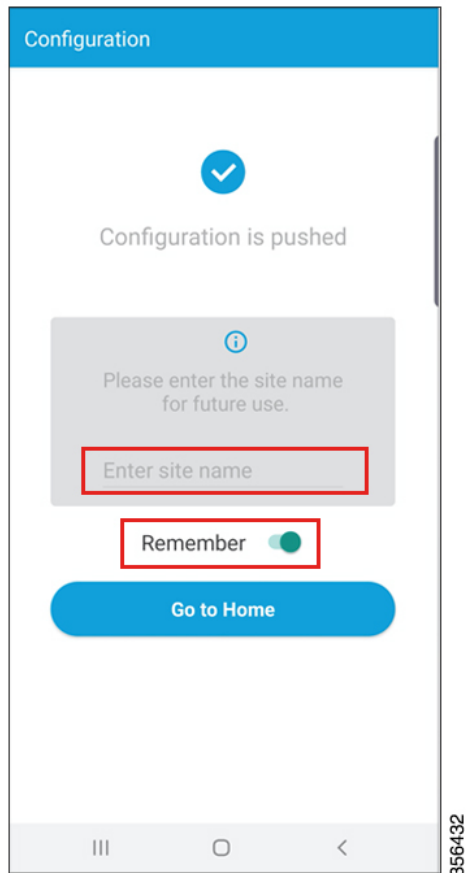 Configuration
Configuration is pushed
Please enter the site name
for future use.
Enter site name
Remember
Go to Home
356432